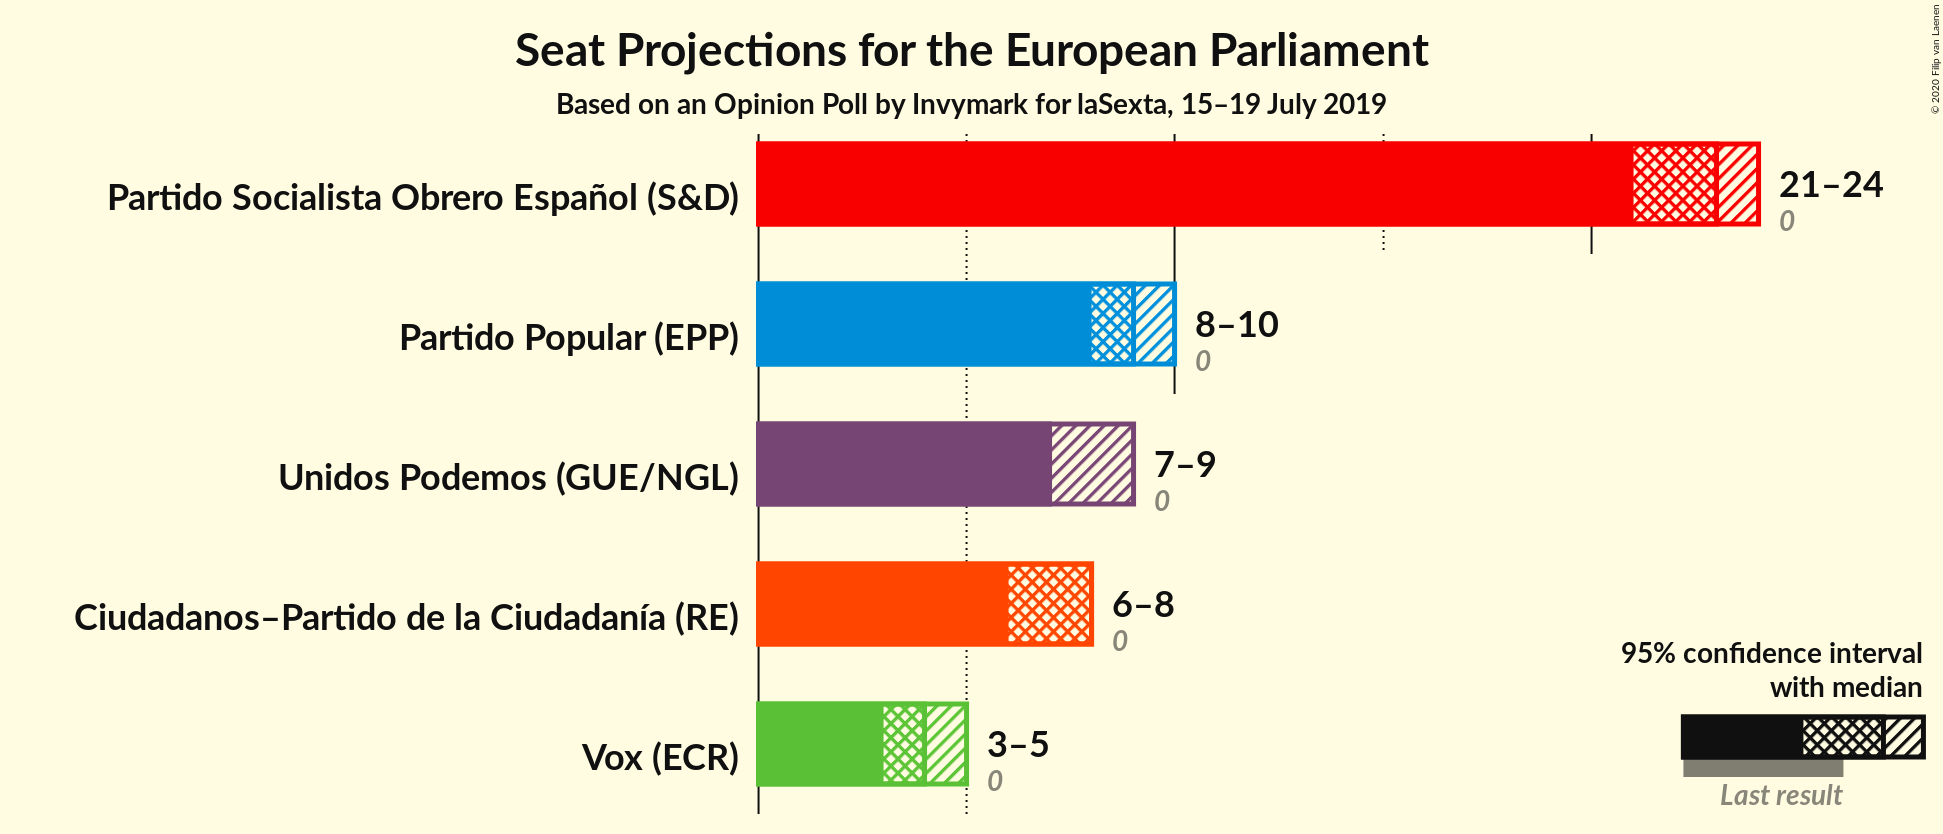 Seat Projections for the European Parliament
Based on an Opinion Poll by Invymark for laSexta, 15–19 July 2019
© 2020 Filip van Laenen
Partido Socialista Obrero Español (S&D)
21–24
0
Partido Popular (EPP)
8–10
0
Unidos Podemos (GUE/NGL)
7–9
0
Ciudadanos–Partido de la Ciudadanía (RE)
6–8
0
Vox (ECR)
3–5
0
95% confidence interval
with median
Last result